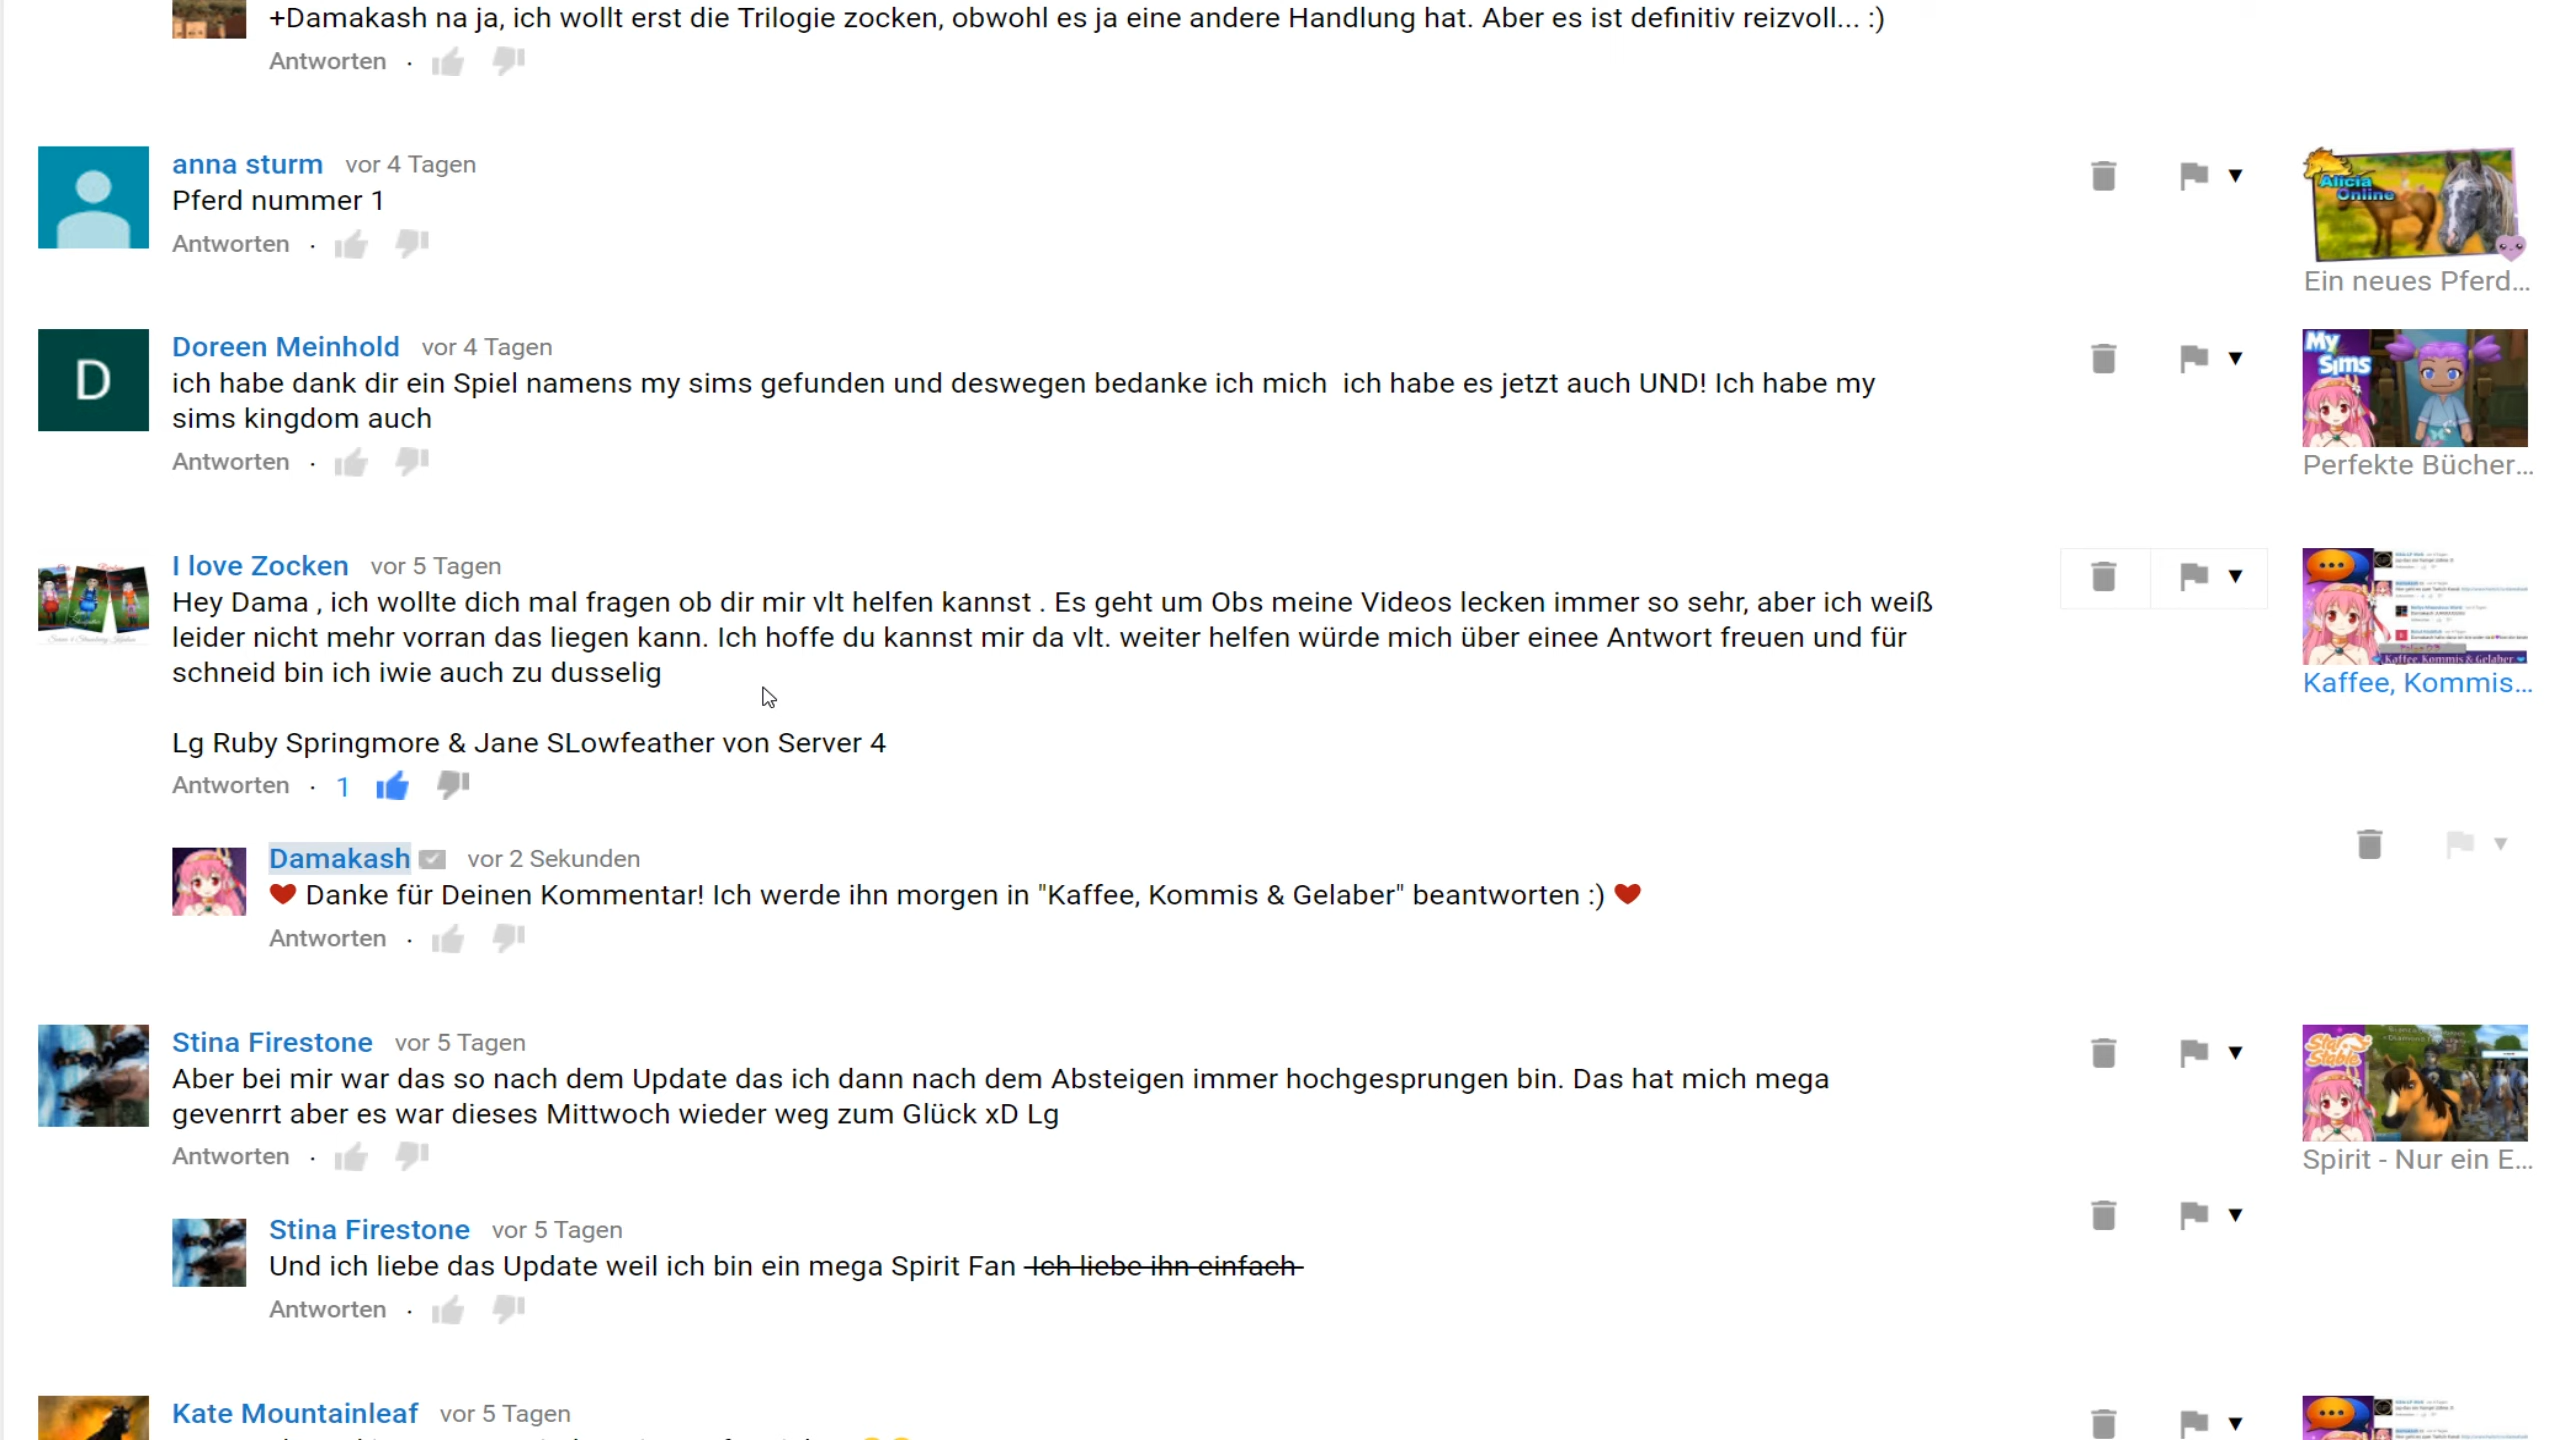 +Damakash na ja, ich wollt erst die Trilogie zocken, obwohl es ja eine andere Handlung hat. Aber es ist definitiv reizvoll... :)
Antworten ·
anna sturm vor 4 Tagen
Pferd nummer 1
Antworten ·
Alicia
Online
Ein neues Pferd...
Doreen Meinhold vor 4 Tagen
D
ich habe dank dir ein Spiel namens my sims gefunden und deswegen bedanke ich mich  ich habe es jetzt auch UND! Ich habe my
sims kingdom auch
Antworten ·
My
Sims
Perfekte Bücher...
I love Zocken vor 5 Tagen
Hey Dama , ich wollte dich mal fragen ob dir mir vlt helfen kannst . Es geht um Obs meine Videos lecken immer so sehr, aber ich weiß
leider nicht mehr vorran das liegen kann. Ich hoffe du kannst mir da vlt. weiter helfen würde mich über einee Antwort freuen und für
schneid bin ich iwie auch zu dusselig
Lg Ruby Springmore & Jane SLowfeather von Server 4
Antworten · 1
Kaffee, Kommis & Gelaber
Kaffee, Kommis...
Damakash vor 2 Sekunden
❤ Danke für Deinen Kommentar! Ich werde ihn morgen in "Kaffee, Kommis & Gelaber" beantworten :) ❤
Antworten ·
Stina Firestone vor 5 Tagen
Aber bei mir war das so nach dem Update das ich dann nach dem Absteigen immer hochgesprungen bin. Das hat mich mega
gevenrrt aber es war dieses Mittwoch wieder weg zum Glück xD Lg
Antworten ·
Star
Stable
Spirit - Nur ein E...
Stina Firestone vor 5 Tagen
Und ich liebe das Update weil ich bin ein mega Spirit Fan Ich liebe ihn einfach
Antworten ·
Kate Mountainleaf vor 5 Tagen